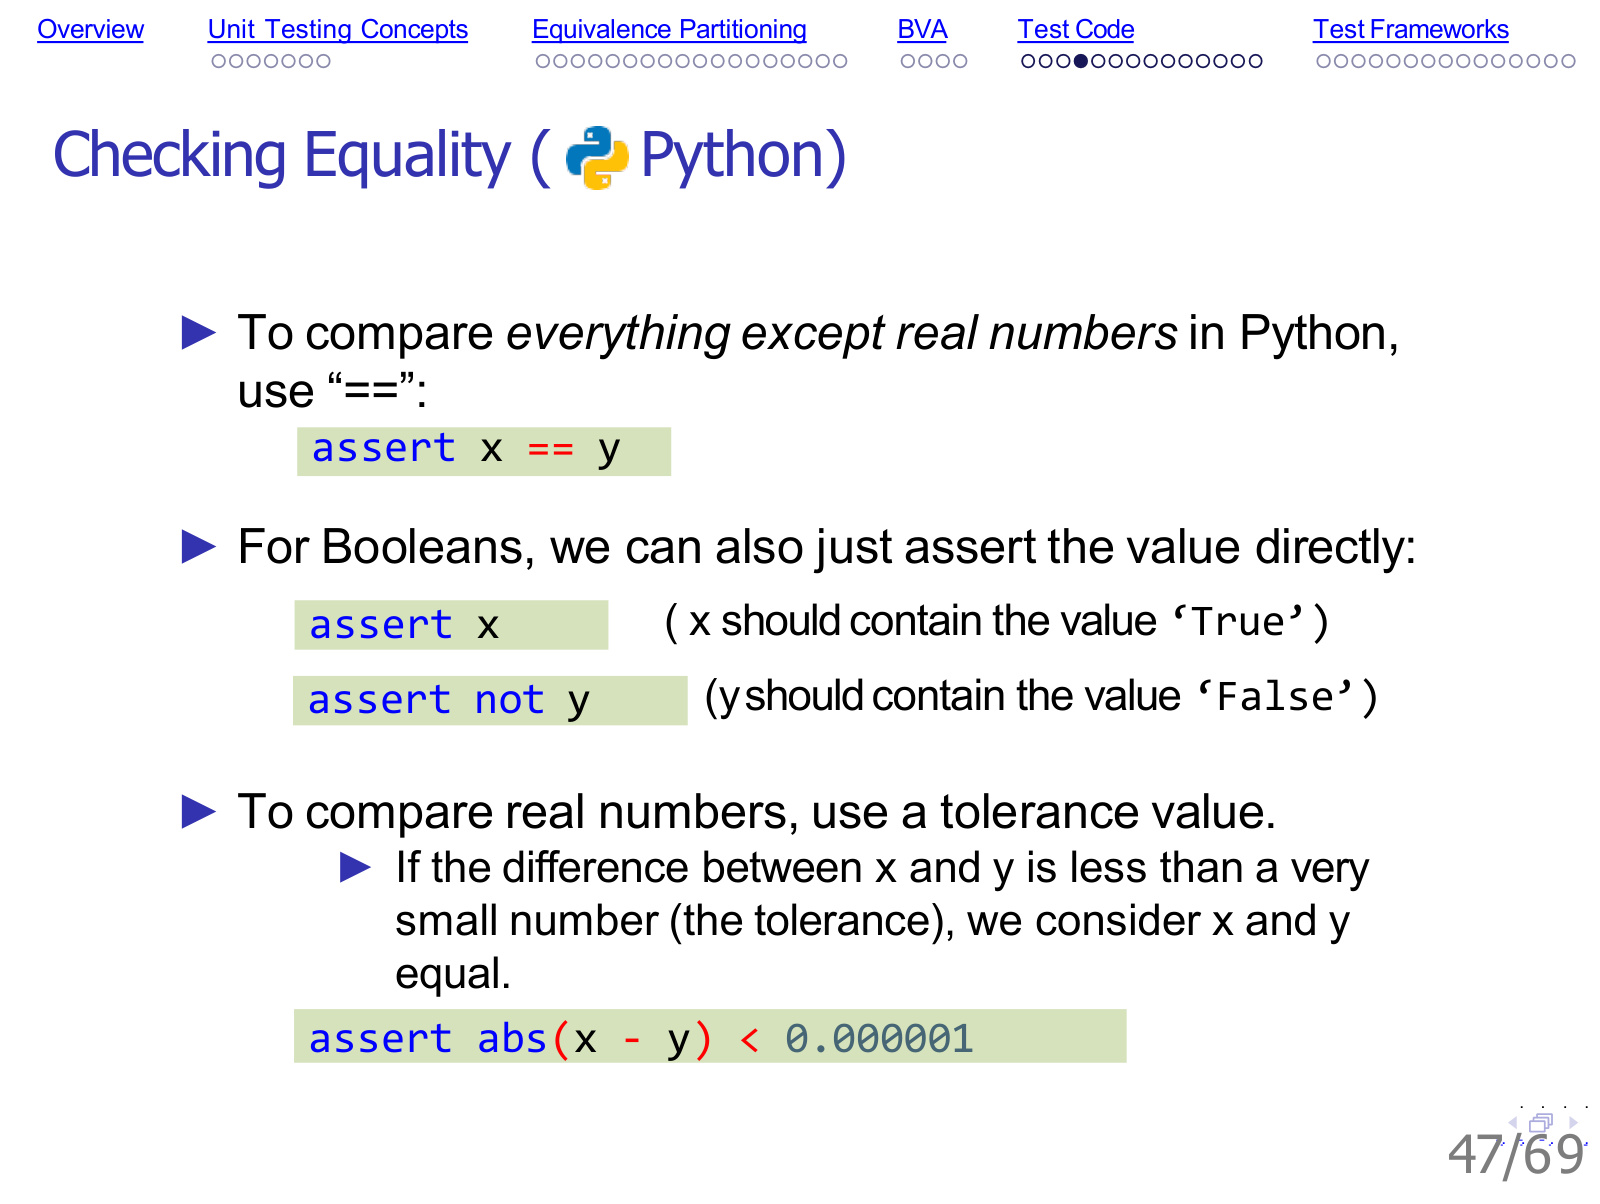 Overview Unit Testing Concepts Equivalence Partitioning BVA Test Code Test Frameworks
Checking Equality ( Python)
► To compare everything except real numbers in Python,
use “==”:
assert x == y
► For Booleans, we can also just assert the value directly:
assert x ( x should contain the value ‘True’)
assert not y (y should contain the value ‘False’)
► To compare real numbers, use a tolerance value.
► If the difference between x and y is less than a very
small number (the tolerance), we consider x and y
equal.
assert abs(x - y) < 0.000001
47/69